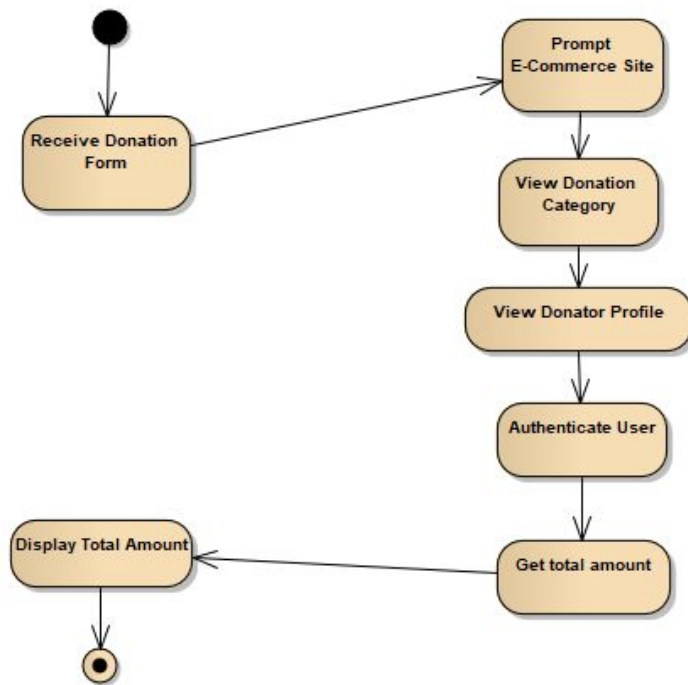 Receive Donation
Form
Prompt
E-Commerce Site
View Donation
Category
View Donator Profile
Authenticate User
Get total amount
Display Total Amount